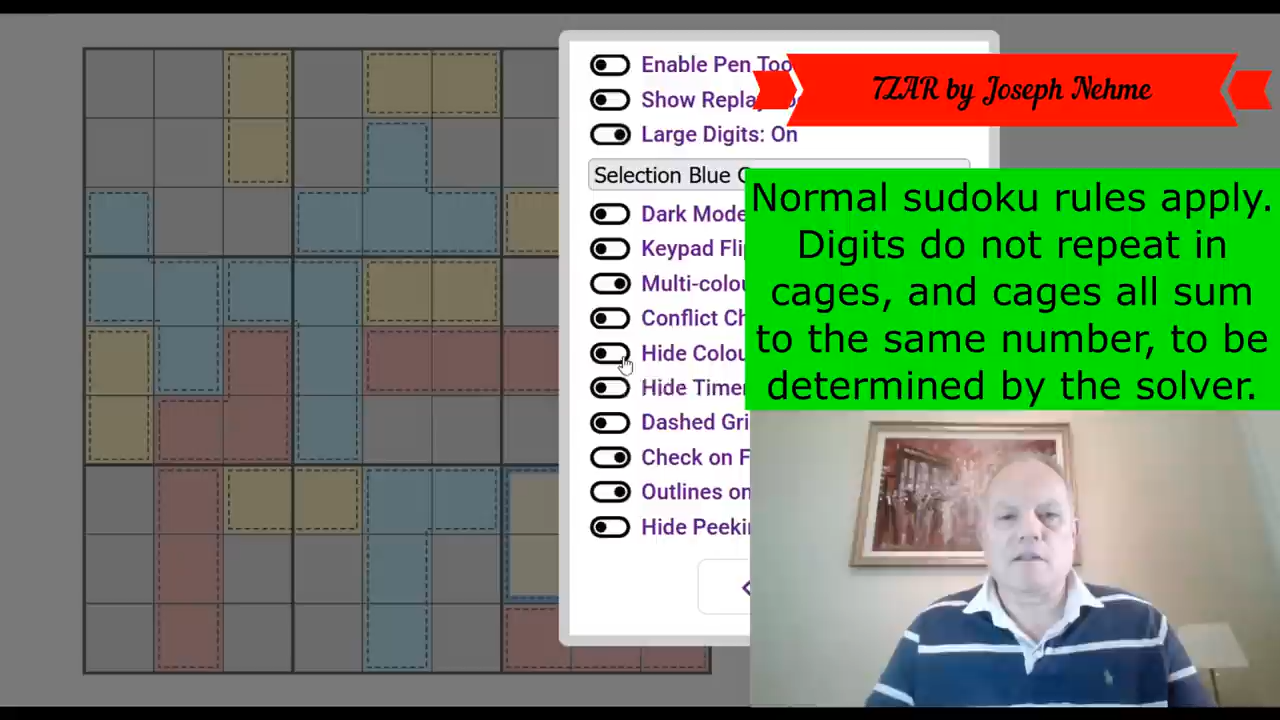 Enable Pen Too
Show Repla
Large Digits: On
Selection Blue
Dark Mode
Keypad Fli
Multi-colou
Conflict Ch
Hide Colou
Hide Timer
Dashed Gri
Check on F
Outlines on
Hide Peeki
7ZAR by Joseph Nehme
Normal sudoku rules apply.
Digits do not repeat in
cages, and cages all sum
to the same number, to be
determined by the solver.